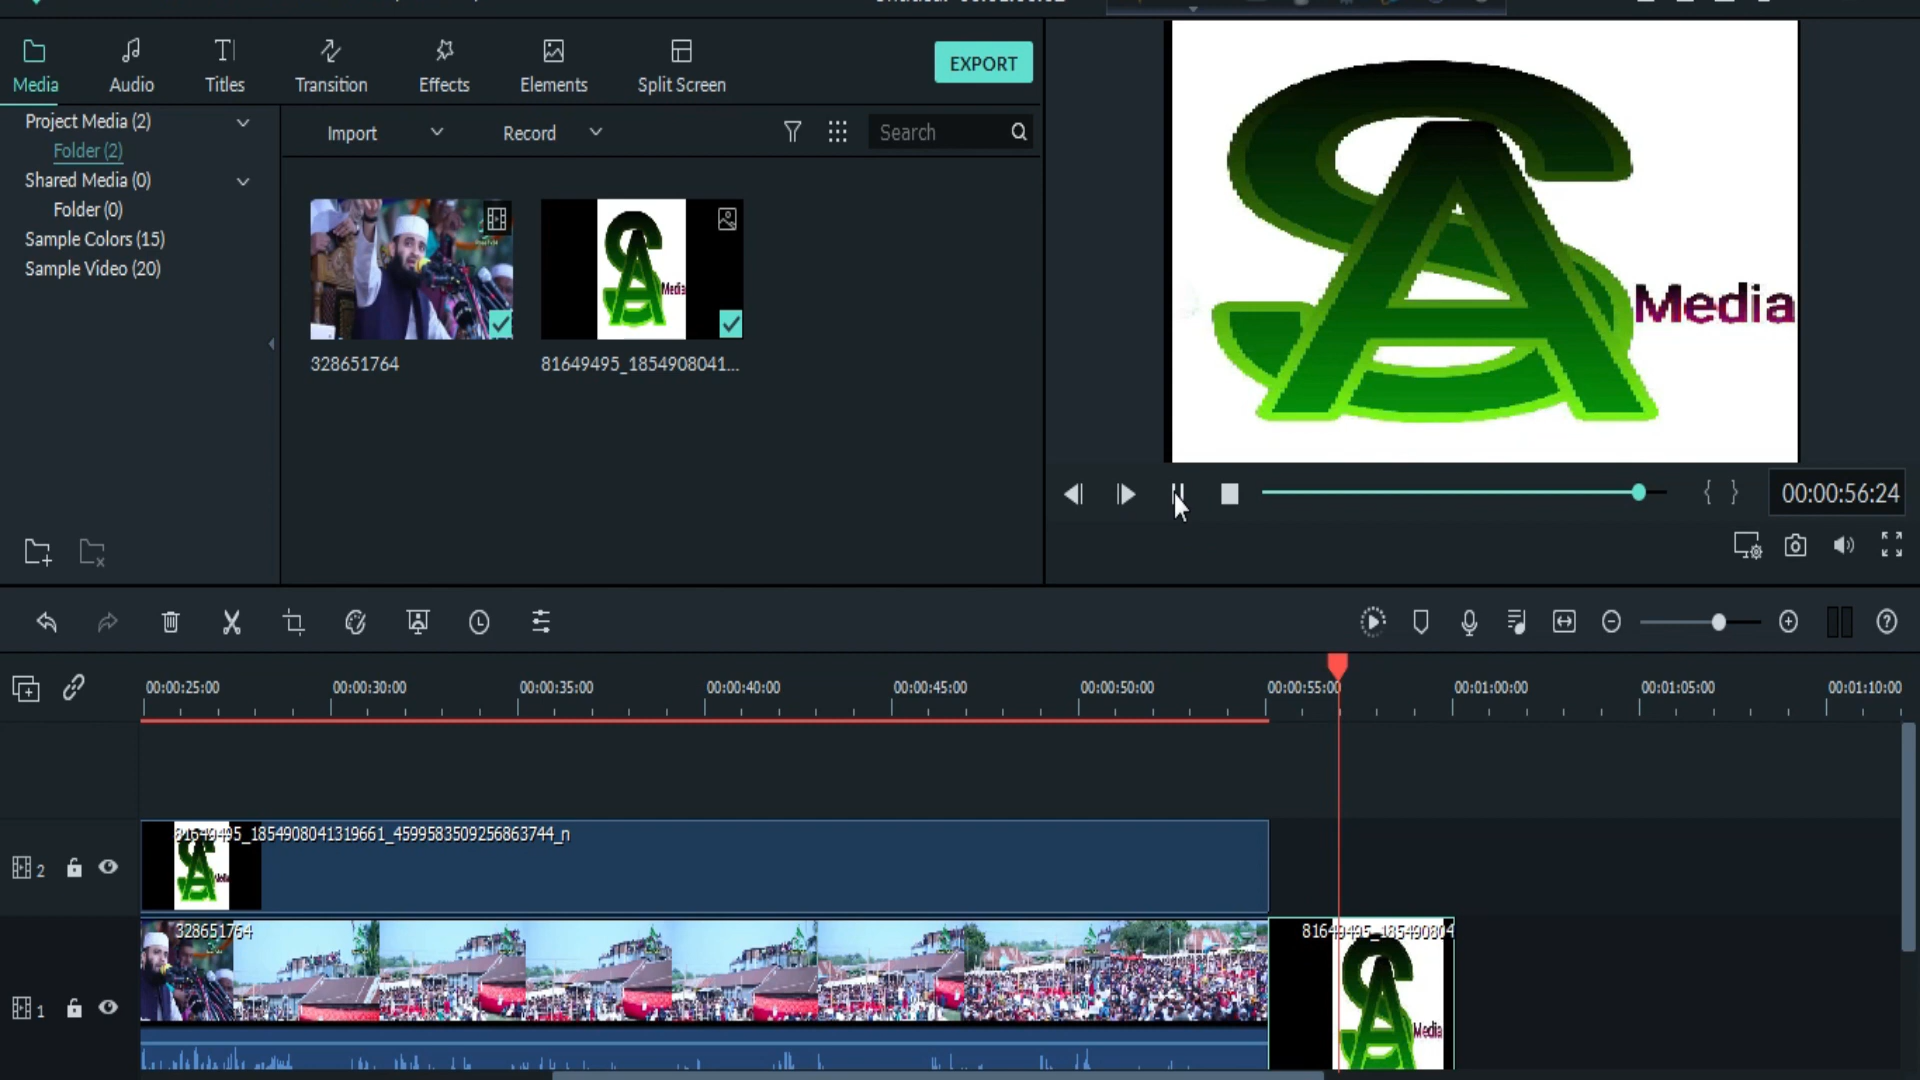 Media
Audio
Titles
Transition
Effects
Elements
Split Screen
EXPORT
Project Media (2)
Folder (2)
Shared Media (0)
Folder (0)
Sample Colors (15)
Sample Video (20)
Import
Record
Search
Media
328651764
81649495_1854908041...
Media
00:00:56:24
00:00:25:00
00:00:30:00
00:00:35:00
00:00:40:00
00:00:45:00
00:00:50:00
00:00:55:00
00:01:00:00
00:01:05:00
00:01:10:00
81649495_1854908041319661_4599583509256863744_n
2
328651764
81649495_185490804
1
Media